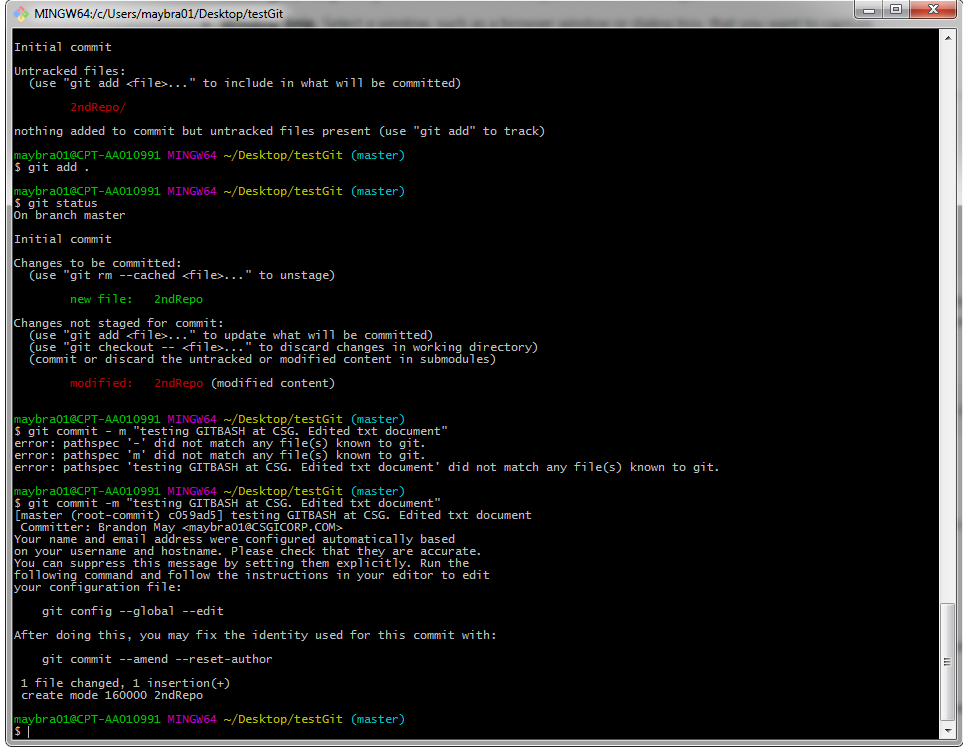 MINGW64:/c/Users/maybra01/Desktop/testGit
Initial commit
Untracked files:
  (use "git add <file>..." to include in what will be committed)
        2ndRepo/
nothing added to commit but untracked files present (use "git add" to track)
maybra01@CPT-AA010991 MINGW64 ~/Desktop/testGit (master)
$ git add .
maybra01@CPT-AA010991 MINGW64 ~/Desktop/testGit (master)
$ git status
On branch master
Initial commit
Changes to be committed:
  (use "git rm --cached <file>..." to unstage)
        new file:   2ndRepo
Changes not staged for commit:
  (use "git add <file>..." to update what will be committed)
  (use "git checkout -- <file>..." to discard changes in working directory)
  (commit or discard the untracked or modified content in submodules)
        modified:   2ndRepo (modified content)
maybra01@CPT-AA010991 MINGW64 ~/Desktop/testGit (master)
$ git commit - m "testing GITBASH at CSG. Edited txt document"
error: pathspec '-' did not match any file(s) known to git.
error: pathspec 'm' did not match any file(s) known to git.
error: pathspec 'testing GITBASH at CSG. Edited txt document' did not match any file(s) known to git.
maybra01@CPT-AA010991 MINGW64 ~/Desktop/testGit (master)
$ git commit -m "testing GITBASH at CSG. Edited txt document"
[master (root-commit) c059ad5] testing GITBASH at CSG. Edited txt document
 Committer: Brandon May <maybra01@CSGICORP.COM>
Your name and email address were configured automatically based
on your username and hostname. Please check that they are accurate.
You can suppress this message by setting them explicitly. Run the
following command and follow the instructions in your editor to edit
your configuration file:
    git config --global --edit
After doing this, you may fix the identity used for this commit with:
    git commit --amend --reset-author
 1 file changed, 1 insertion(+)
 create mode 160000 2ndRepo
maybra01@CPT-AA010991 MINGW64 ~/Desktop/testGit (master)
$